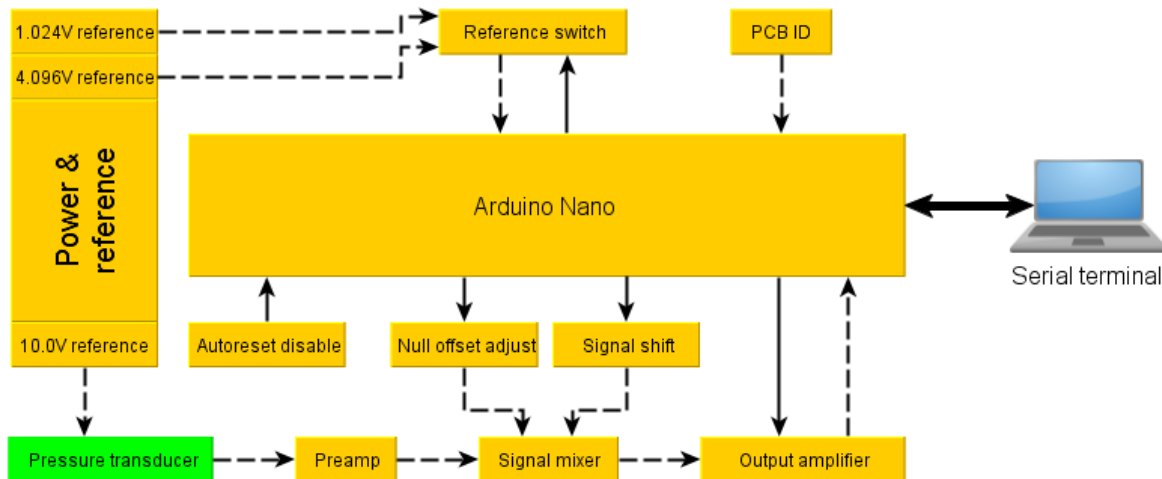 1.024V reference
Reference switch
PCB ID
4.096V reference
Power &
reference
Arduino Nano
Serial terminal
10.0V reference
Autoreset disable
Null offset adjust
Signal shift
Pressure transducer
Preamp
Signal mixer
Output amplifier